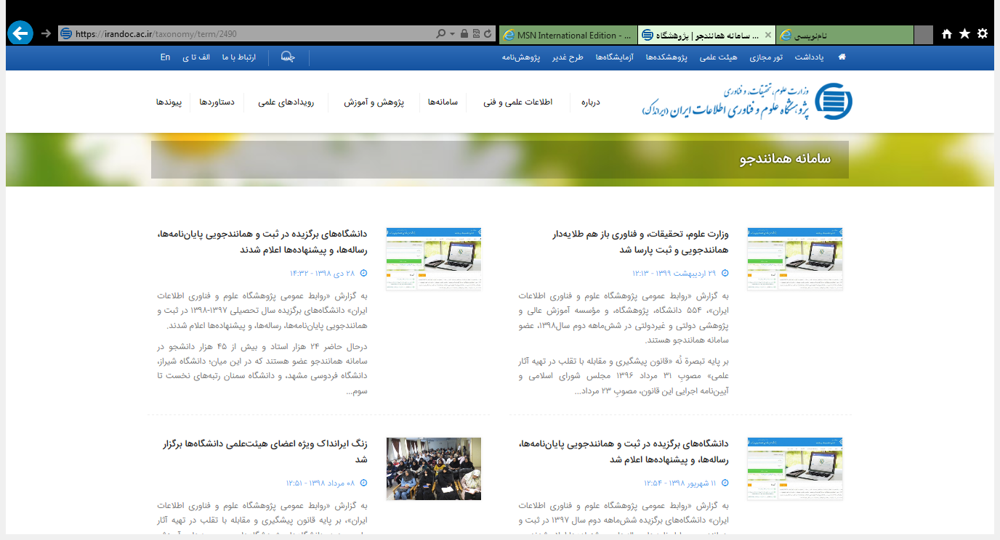 https://irandoc.ac.ir/taxonomy/term/2490
MSN International Edition - ...
سامانه همانندجو | پژوهشگاه ...
نام‌نویسی
یادداشت
تور مجازی
هیئت علمی
پژوهشکده‌ها
آزمایشگاه‌ها
طرح غدیر
پژوهش‌نامه
ارتباط با ما
الف تا ی
En
وزارت علوم، تحقیقات، و فناوری
پژوهشگاه علوم و فناوری اطلاعات ایران (ایرانداک)
درباره
اطلاعات علمی و فنی
سامانه‌ها
پژوهش و آموزش
رویدادهای علمی
دستاوردها
پیوندها
سامانه همانندجو
وزارت علوم، تحقیقات، و فناوری باز هم طلایه‌دار
همانندجویی و ثبت پارسا شد
۲۹ اردیبهشت ۱۳۹۹ - ۱۲:۱۳
به گزارش «روابط عمومی پژوهشگاه علوم و فناوری اطلاعات
ایران»، ۵۵۴ دانشگاه، پژوهشگاه، و مؤسسه آموزش عالی و
پژوهشی دولتی و غیردولتی در شش‌ماهه دوم سال۱۳۹۸، عضو
سامانه همانندجو هستند.
بر پایه تبصرة نُه «قانون پیشگیری و مقابله با تقلب در تهیه آثار
علمی» مصوبِ ۳۱ مرداد ۱۳۹۶ مجلس شورای اسلامی و
آیین‌نامه اجرایی این قانون، مصوبِ ۲۳ مرداد...
دانشگاه‌های برگزیده در ثبت و همانندجویی پایان‌نامه‌ها،
رساله‌ها، و پیشنهاده‌ها اعلام شدند
۲۸ دی ۱۳۹۸ - ۱۴:۳۲
به گزارش «روابط عمومی پژوهشگاه علوم و فناوری اطلاعات
ایران» دانشگاه‌های برگزیده سال تحصیلی ۱۳۹۷-۱۳۹۸ در ثبت و
همانندجویی پایان‌نامه‌ها، رساله‌ها، و پیشنهاده‌ها اعلام شدند.
درحال حاضر ۲۴ هزار استاد و بیش از ۴۵ هزار دانشجو در
سامانه همانندجو عضو هستند که در این میان؛ دانشگاه شیراز،
دانشگاه فردوسی مشهد، و دانشگاه سمنان رتبه‌های نخست تا
سوم...
دانشگاه‌های برگزیده در ثبت و همانندجویی پایان‌نامه‌ها،
رساله‌ها، و پیشنهاده‌ها اعلام شد
۱۱ شهریور ۱۳۹۸ - ۱۲:۵۴
به گزارش «روابط عمومی پژوهشگاه علوم و فناوری اطلاعات
ایران» دانشگاه‌های برگزیده شش‌ماهه دوم سال ۱۳۹۷ در ثبت و
زنگ ایرانداک ویژه اعضای هیئت‌علمی دانشگاه‌ها برگزار
شد
۰۸ مرداد ۱۳۹۸ - ۱۲:۵۱
به گزارش «روابط عمومی پژوهشگاه علوم و فناوری اطلاعات
ایران»، بر پایه قانون پیشگیری و مقابله با تقلب در تهیه آثار